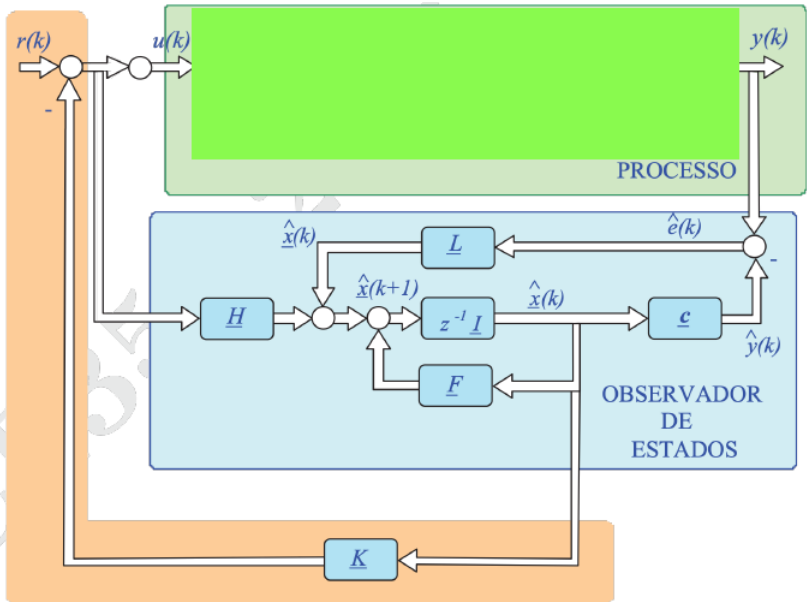 r(k)
u(k)
y(k)
-
PROCESSO
x̂(k)
L
ê(k)
-
x̂(k+1)
H
z⁻¹ I
x̂(k)
c
ŷ(k)
F
OBSERVADOR
DE
ESTADOS
K